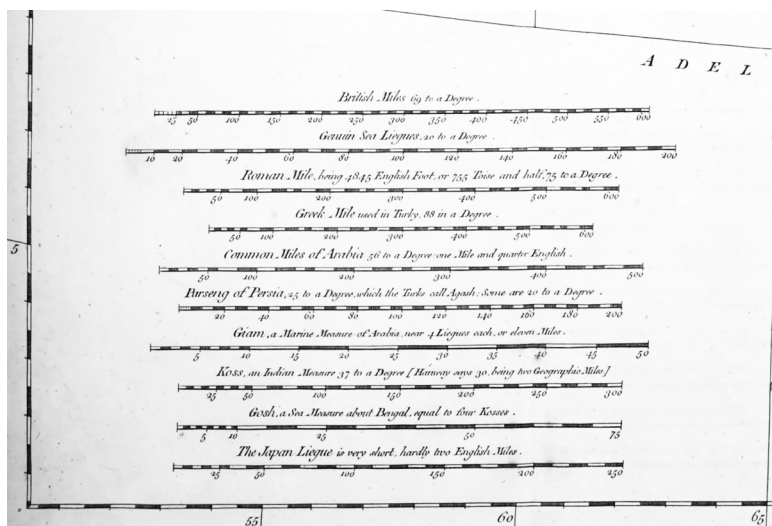 A D E L
British Miles 69 to a Degree.
25 50 100 150 200 250 300 350 400 450 500 550 600
Genuin Sea Liegues, 20 to a Degree.
10 20 40 60 80 100 120 140 160 180 200
Roman Mile, being 4845 English Foot, or 755 Toise and half, 75 to a Degree.
50 100 200 300 400 500 600
Greek Mile used in Turky, 88 in a Degree.
50 100 200 300 400 500 600
5
Common Miles of Arabia 56 to a Degree: one Mile and quarter English.
50 100 200 300 400 500
Parseng of Persia, 25 to a Degree, which the Turks call Agash: Some are 20 to a Degree.
20 40 60 80 100 120 140 160 180 200
Giam, a Marine Measure of Arabia, near 4 Liegues each, or eleven Miles.
5 10 15 20 25 30 35 40 45 50
Koss, an Indian Measure 37 to a Degree [Hanway says 30, being two Geographic Miles]
25 50 100 150 200 250 300
Gosh, a Sea Measure about Bengal, equal to four Kosses.
5 10 25 50 75
The Japan Liegue is very short, hardly two English Miles.
25 50 100 150 200 250
55 60 65